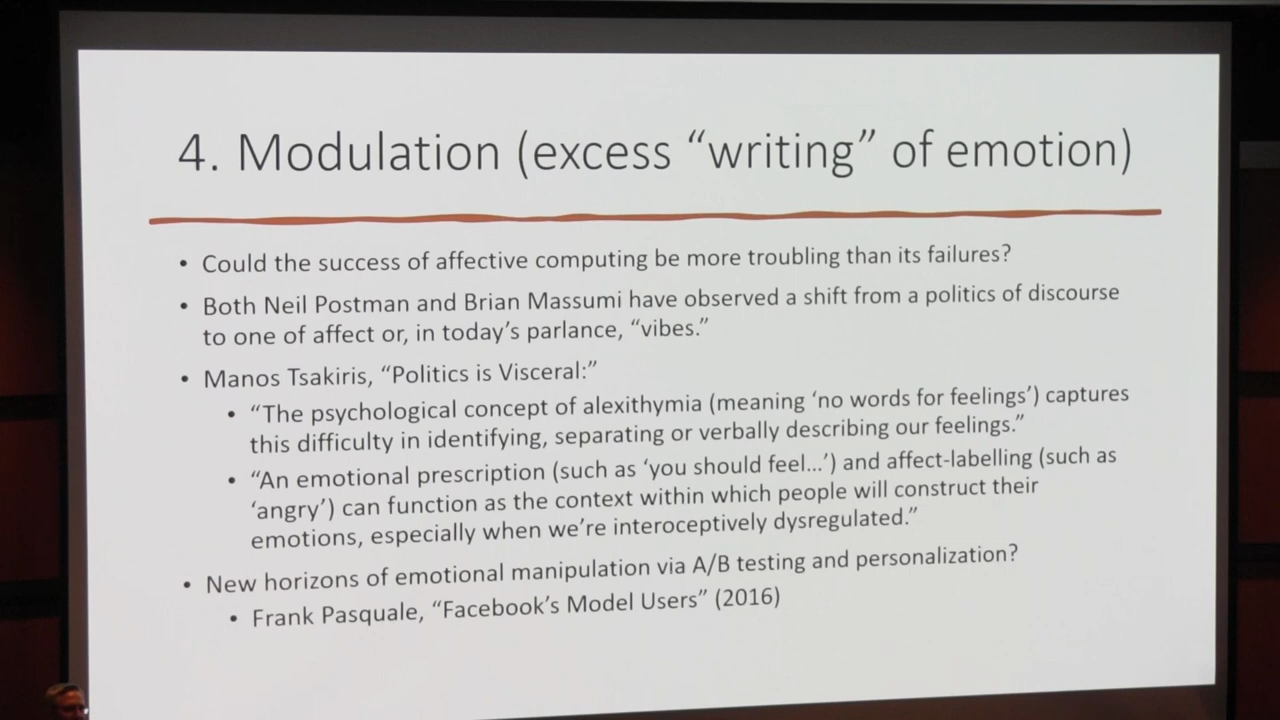 4. Modulation (excess “writing” of emotion)
• Could the success of affective computing be more troubling than its failures?
• Both Neil Postman and Brian Massumi have observed a shift from a politics of discourse
to one of affect or, in today’s parlance, “vibes.”
• Manos Tsakiris, “Politics is Visceral:”
• “The psychological concept of alexithymia (meaning ‘no words for feelings’) captures
this difficulty in identifying, separating or verbally describing our feelings.”
• “An emotional prescription (such as ‘you should feel...’) and affect-labelling (such as
‘angry’) can function as the context within which people will construct their
emotions, especially when we’re interoceptively dysregulated.”
• New horizons of emotional manipulation via A/B testing and personalization?
• Frank Pasquale, “Facebook’s Model Users” (2016)